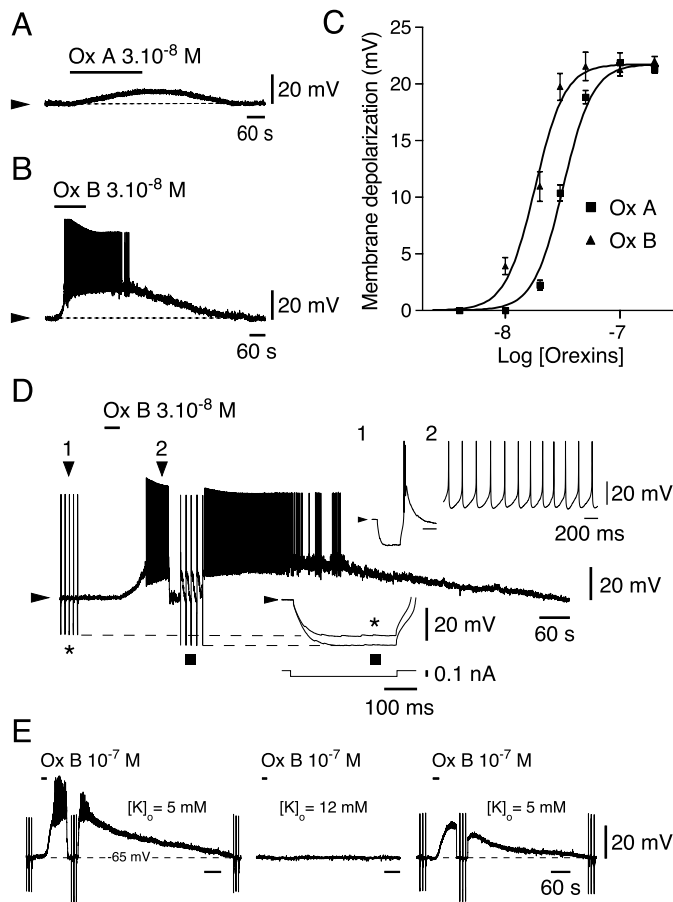 A
Ox A 3.10-8 M
20 mV
60 s
B
Ox B 3.10-8 M
20 mV
60 s
C
Membrane depolarization (mV)
25
20
15
10
5
0
-8
-7
Log [Orexins]
Ox A
Ox B
D
Ox B 3.10-8 M
1
2
1
2
20 mV
200 ms
20 mV
60 s
*
*
20 mV
0.1 nA
100 ms
E
Ox B 10-7 M
Ox B 10-7 M
Ox B 10-7 M
[K]o = 5 mM
[K]o = 12 mM
[K]o = 5 mM
-65 mV
20 mV
60 s